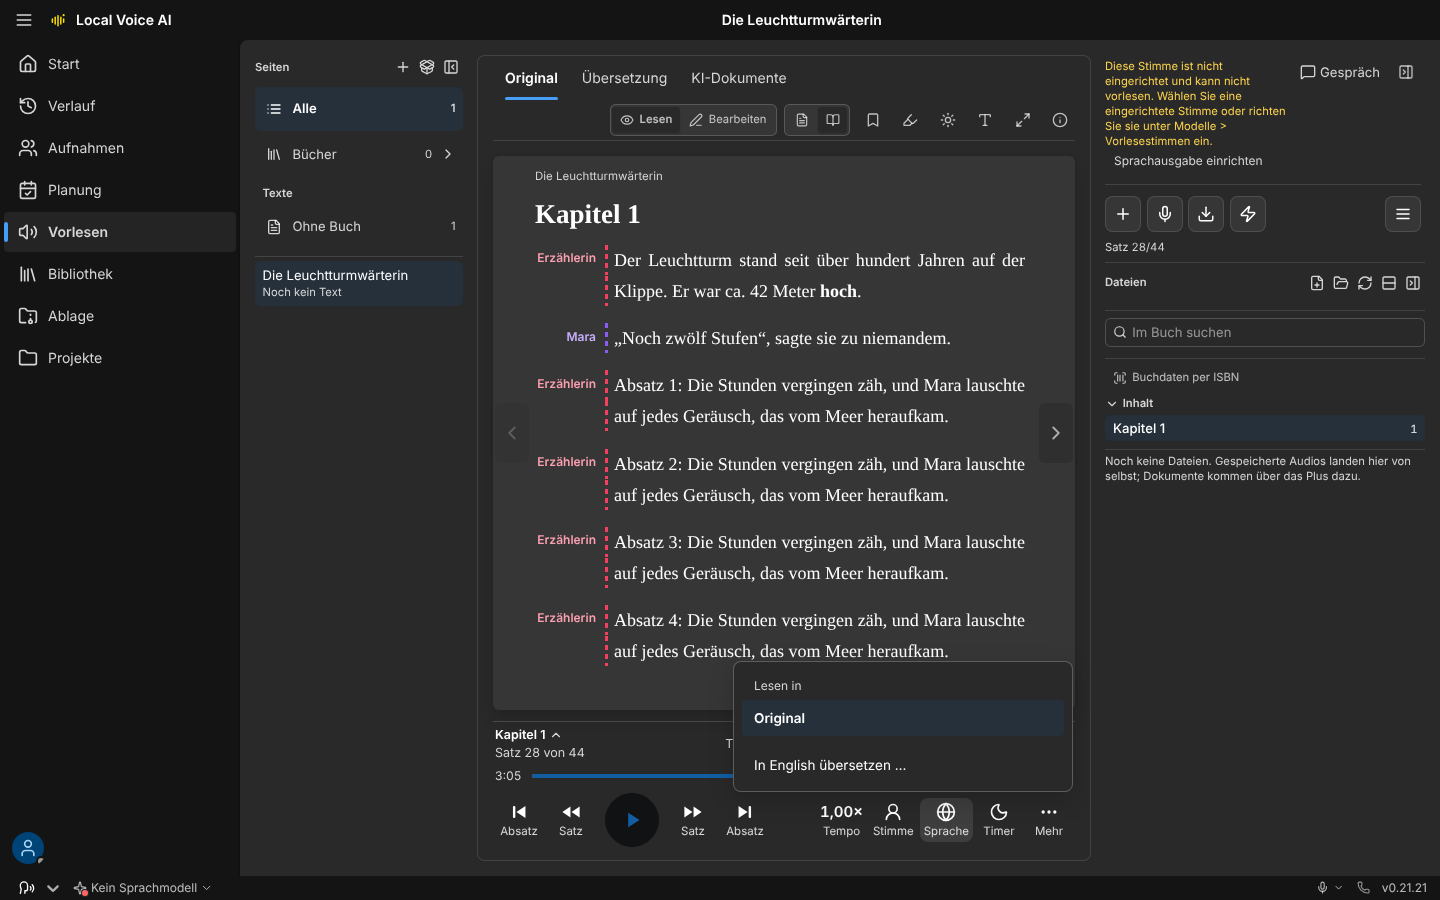 Local Voice AI
Die Leuchtturmwärterin
Start
Verlauf
Aufnahmen
Planung
Vorlesen
Bibliothek
Ablage
Projekte
Seiten
Alle 1
Bücher 0
Texte
Ohne Buch 1
Die Leuchtturmwärterin
Noch kein Text
Original Übersetzung KI-Dokumente
Lesen Bearbeiten
Die Leuchtturmwärterin
Kapitel 1
Erzählerin Der Leuchtturm stand seit über hundert Jahren auf der
Klippe. Er war ca. 42 Meter hoch.
Mara „Noch zwölf Stufen“, sagte sie zu niemandem.
Erzählerin Absatz 1: Die Stunden vergingen zäh, und Mara lauschte
auf jedes Geräusch, das vom Meer heraufkam.
Erzählerin Absatz 2: Die Stunden vergingen zäh, und Mara lauschte
auf jedes Geräusch, das vom Meer heraufkam.
Erzählerin Absatz 3: Die Stunden vergingen zäh, und Mara lauschte
auf jedes Geräusch, das vom Meer heraufkam.
Erzählerin Absatz 4: Die Stunden vergingen zäh, und Mara lauschte
auf jedes Geräusch, das vom Meer heraufkam.
Lesen in
Original
In English übersetzen ...
Kapitel 1
Satz 28 von 44
3:05
Absatz Satz Satz Absatz
1,00×
Tempo Stimme Sprache Timer Mehr
Diese Stimme ist nicht
eingerichtet und kann nicht
vorlesen. Wählen Sie eine
eingerichtete Stimme oder richten
Sie sie unter Modelle >
Vorlesestimmen ein.
Gespräch
Sprachausgabe einrichten
Satz 28/44
Dateien
Im Buch suchen
Buchdaten per ISBN
Inhalt
Kapitel 1 1
Noch keine Dateien. Gespeicherte Audios landen hier von
selbst; Dokumente kommen über das Plus dazu.
Kein Sprachmodell
v0.21.21